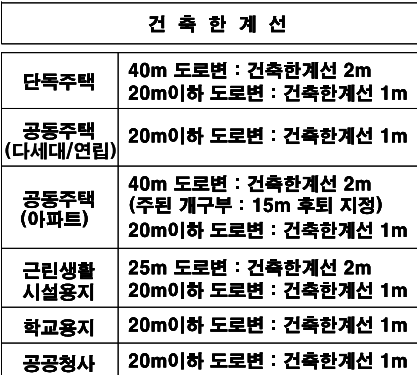 건 축 한 계 선
단독주택
40m 도로변 : 건축한계선 2m
20m이하 도로변 : 건축한계선 1m
공동주택
(다세대/연립)
20m이하 도로변 : 건축한계선 1m
공동주택
(아파트)
40m 도로변 : 건축한계선 2m
(주된 개구부 : 15m 후퇴 지정)
20m이하 도로변 : 건축한계선 1m
근린생활
시설용지
25m 도로변 : 건축한계선 2m
20m이하 도로변 : 건축한계선 1m
학교용지
20m이하 도로변 : 건축한계선 1m
공공청사
20m이하 도로변 : 건축한계선 1m